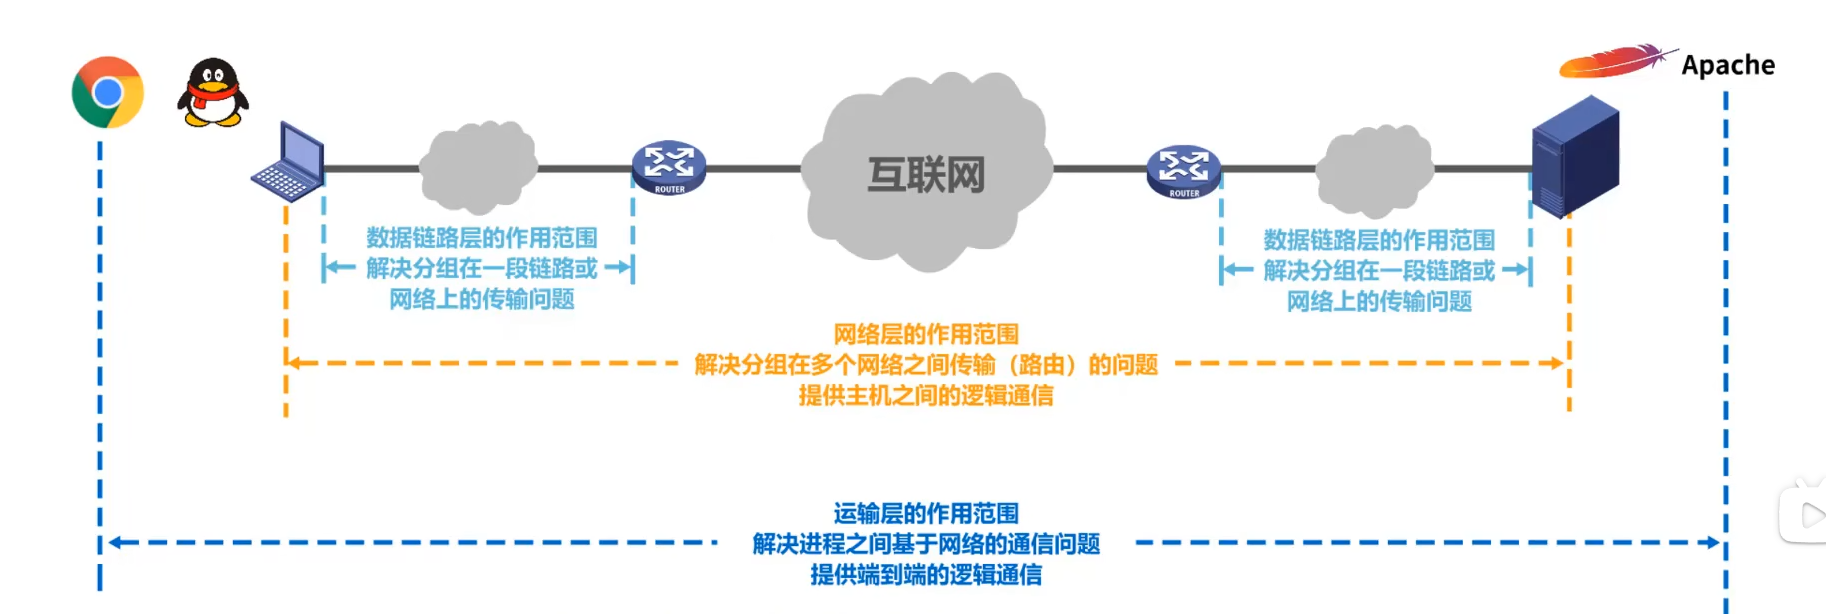 Apache
互联网
ROUTER
ROUTER
数据链路层的作用范围
解决分组在一段链路或
网络上的传输问题
数据链路层的作用范围
解决分组在一段链路或
网络上的传输问题
网络层的作用范围
解决分组在多个网络之间传输（路由）的问题
提供主机之间的逻辑通信
运输层的作用范围
解决进程之间基于网络的通信问题
提供端到端的逻辑通信